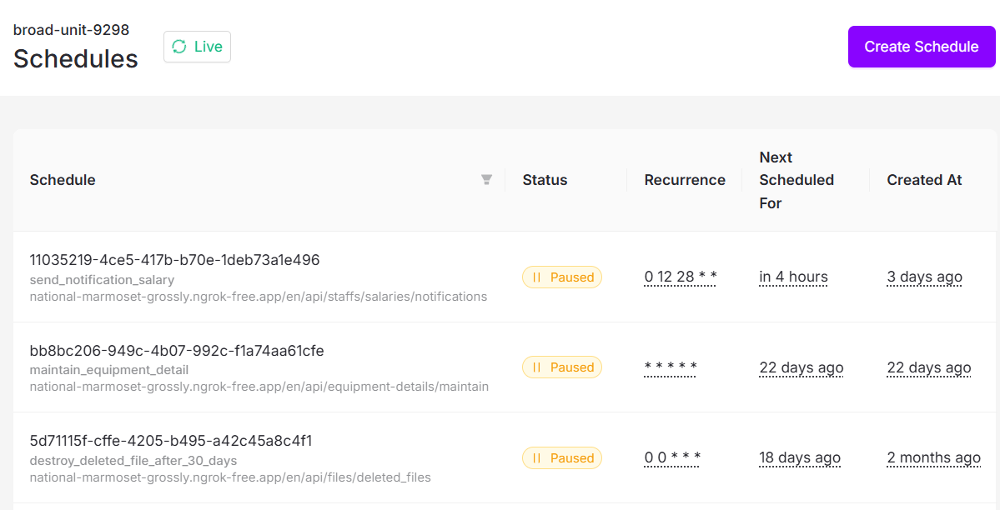 broad-unit-9298
Schedules
Live
Create Schedule
Schedule
Status
Recurrence
Next
Scheduled
For
Created At
11035219-4ce5-417b-b70e-1deb73a1e496
send_notification_salary
national-marmoset-grossly.ngrok-free.app/en/api/staffs/salaries/notifications
Paused
0 12 28 * *
in 4 hours
3 days ago
bb8bc206-949c-4b07-992c-f1a74aa61cfe
maintain_equipment_detail
national-marmoset-grossly.ngrok-free.app/en/api/equipment-details/maintain
Paused
* * * * *
22 days ago
22 days ago
5d71115f-cffe-4205-b495-a42c45a8c4f1
destroy_deleted_file_after_30_days
national-marmoset-grossly.ngrok-free.app/en/api/files/deleted_files
Paused
0 0 * * *
18 days ago
2 months ago